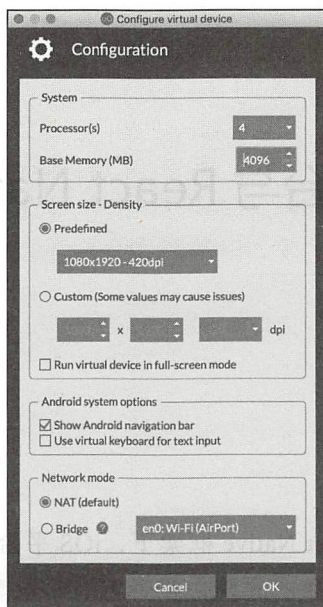 Configure virtual device
Configuration
System
Processor(s) 4
Base Memory (MB) 4096
Screen size - Density
Predefined
1080x1920 - 420dpi
Custom (Some values may cause issues)
x dpi
Run virtual device in full-screen mode
Android system options
Show Android navigation bar
Use virtual keyboard for text input
Network mode
NAT (default)
Bridge ? en0: Wi-Fi (AirPort)
Cancel OK